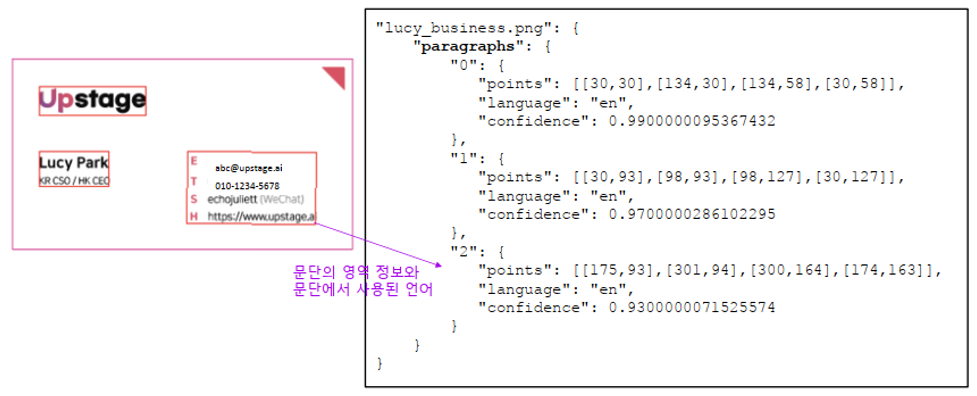 Upstage
Lucy Park
KR CSO / HK CEO
E abc@upstage.ai
T 010-1234-5678
S echojuliett (WeChat)
H https://www.upstage.a
문단의 영역 정보와
문단에서 사용된 언어
"lucy_business.png": {
"paragraphs": {
"0": {
"points": [[30,30],[134,30],[134,58],[30,58]],
"language": "en",
"confidence": 0.9900000095367432
},
"1": {
"points": [[30,93],[98,93],[98,127],[30,127]],
"language": "en",
"confidence": 0.9700000286102295
},
"2": {
"points": [[175,93],[301,94],[300,164],[174,163]],
"language": "en",
"confidence": 0.9300000071525574
}
}
}